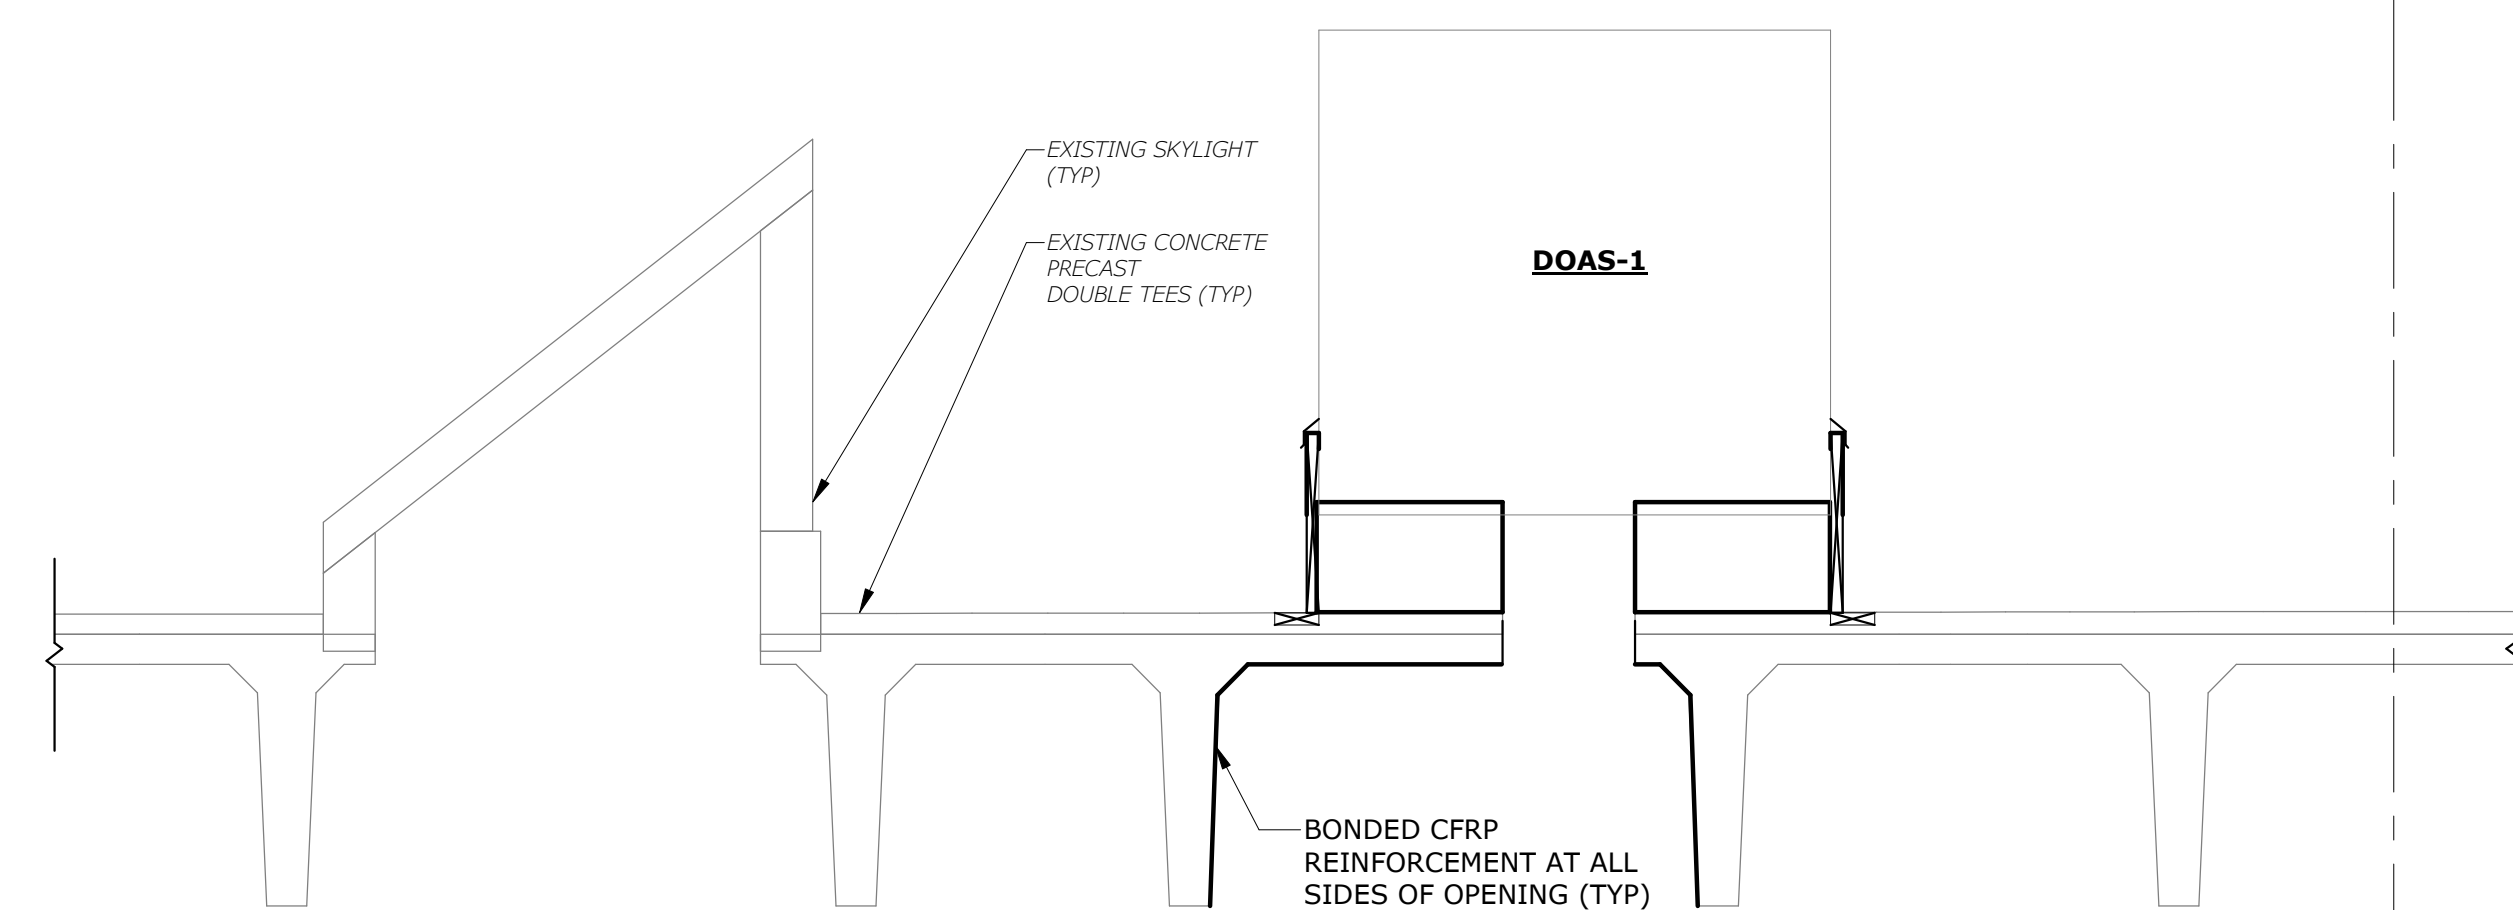 EXISTING SKYLIGHT
(TYP)
EXISTING CONCRETE
PRECAST
DOUBLE TEES (TYP)
DOAS-1
BONDED CFRP
REINFORCEMENT AT ALL
SIDES OF OPENING (TYP)